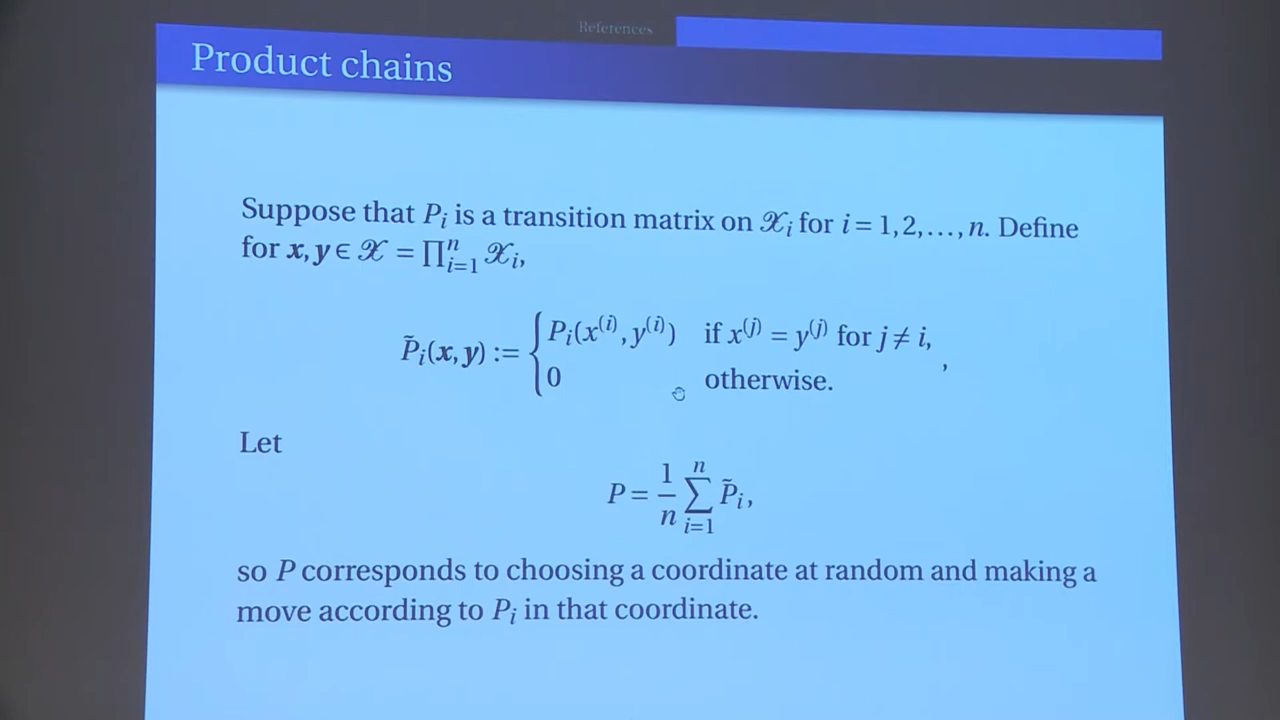 References
Product chains
Suppose that Pᵢ is a transition matrix on 𝒳ᵢ for i = 1, 2, …, n. Define
for x, y ∈ 𝒳 = ∏ⁿᵢ₌₁ 𝒳ᵢ,
P̃ᵢ(x, y) := { Pᵢ(x⁽ⁱ⁾, y⁽ⁱ⁾) if x⁽ʲ⁾ = y⁽ʲ⁾ for j ≠ i,
0 otherwise. ,
Let
P = 1/n ∑ⁿᵢ₌₁ P̃ᵢ,
so P corresponds to choosing a coordinate at random and making a
move according to Pᵢ in that coordinate.